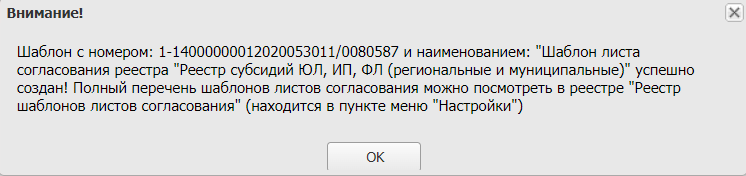 Внимание!
Шаблон с номером: 1-14000000012020053011/0080587 и наименованием: "Шаблон листа
согласования реестра "Реестр субсидий ЮЛ, ИП, ФЛ (региональные и муниципальные)" успешно
создан! Полный перечень шаблонов листов согласования можно посмотреть в реестре "Реестр
шаблонов листов согласования" (находится в пункте меню "Настройки")
OK